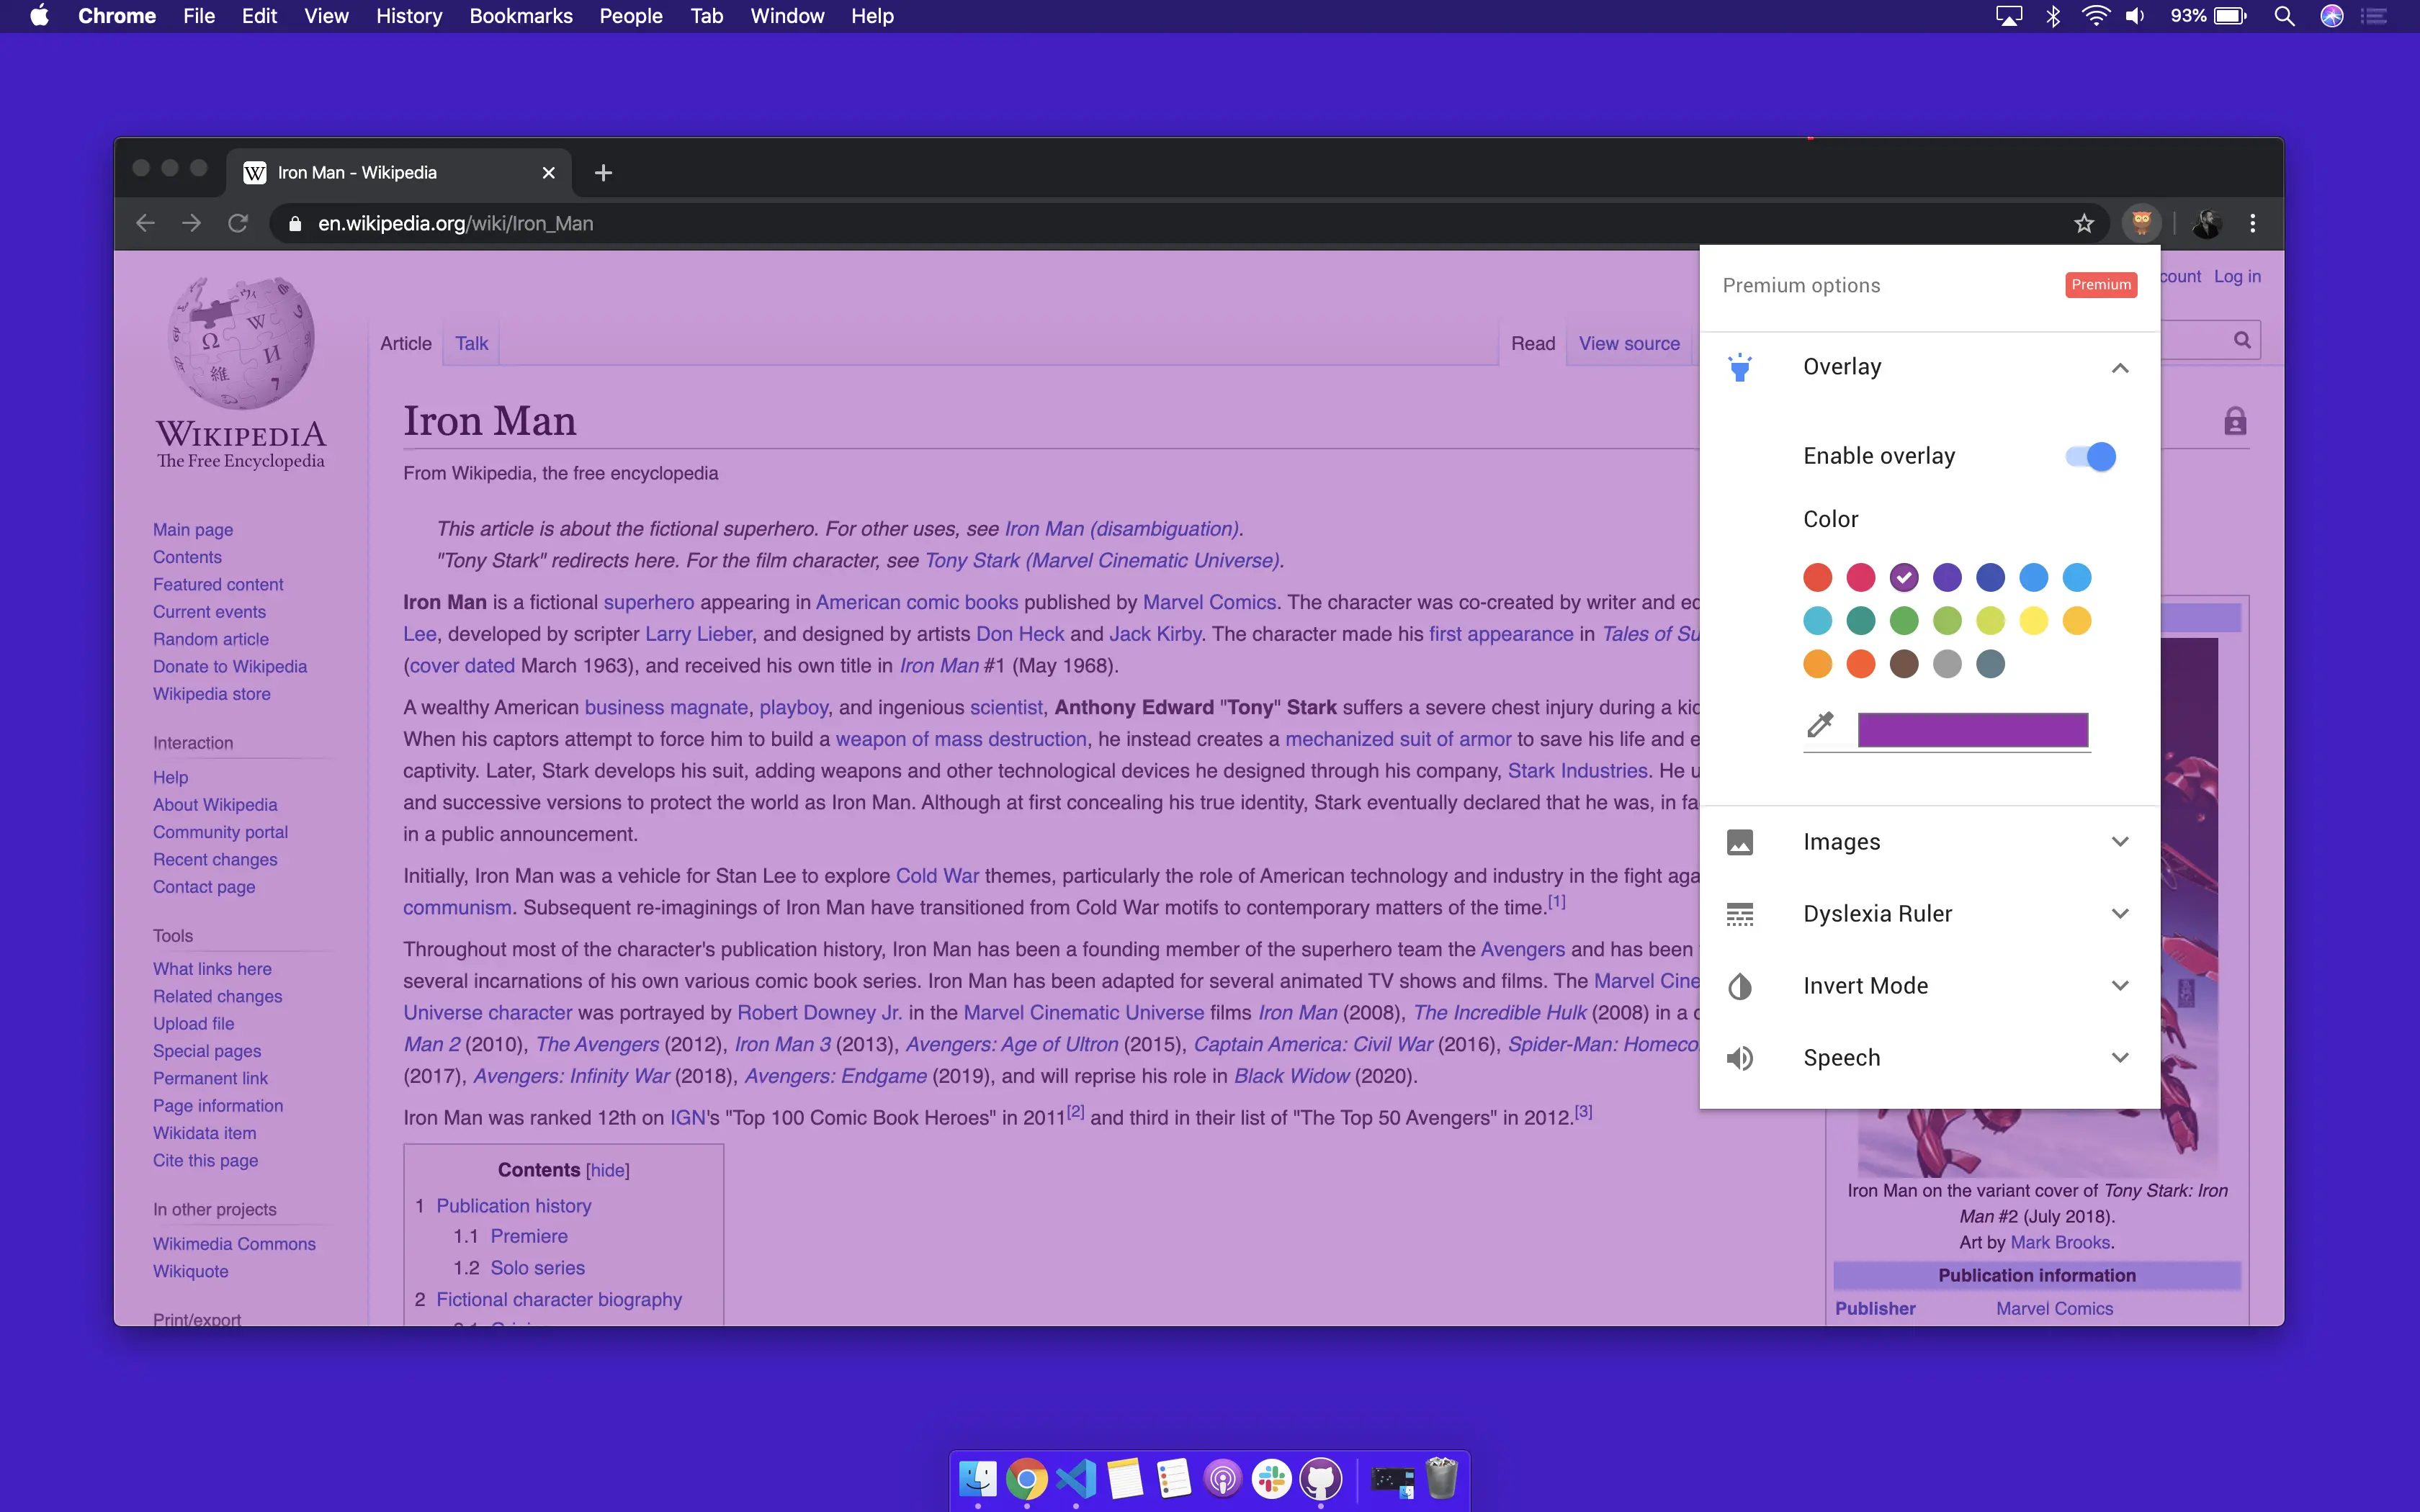 Chrome File Edit View History Bookmarks People Tab Window Help 93%
Iron Man - Wikipedia
en.wikipedia.org/wiki/Iron_Man
WIKIPEDIA
The Free Encyclopedia
Main page
Contents
Featured content
Current events
Random article
Donate to Wikipedia
Wikipedia store
Interaction
Help
About Wikipedia
Community portal
Recent changes
Contact page
Tools
What links here
Related changes
Upload file
Special pages
Permanent link
Page information
Wikidata item
Cite this page
In other projects
Wikimedia Commons
Wikiquote
Print/export
Log in
Article Talk Read View source
Iron Man
From Wikipedia, the free encyclopedia
This article is about the fictional superhero. For other uses, see Iron Man (disambiguation).
"Tony Stark" redirects here. For the film character, see Tony Stark (Marvel Cinematic Universe).
Iron Man is a fictional superhero appearing in American comic books published by Marvel Comics. The character was co-created by writer and
Lee, developed by scripter Larry Lieber, and designed by artists Don Heck and Jack Kirby. The character made his first appearance in Tales of
(cover dated March 1963), and received his own title in Iron Man #1 (May 1968).
A wealthy American business magnate, playboy, and ingenious scientist, Anthony Edward "Tony" Stark suffers a severe chest injury during a
When his captors attempt to force him to build a weapon of mass destruction, he instead creates a mechanized suit of armor to save his life and
captivity. Later, Stark develops his suit, adding weapons and other technological devices he designed through his company, Stark Industries. He
and successive versions to protect the world as Iron Man. Although at first concealing his true identity, Stark eventually declared that he was, in
in a public announcement.
Initially, Iron Man was a vehicle for Stan Lee to explore Cold War themes, particularly the role of American technology and industry in the fight
communism. Subsequent re-imaginings of Iron Man have transitioned from Cold War motifs to contemporary matters of the time.[1]
Throughout most of the character's publication history, Iron Man has been a founding member of the superhero team the Avengers and has been
several incarnations of his own various comic book series. Iron Man has been adapted for several animated TV shows and films. The Marvel
Universe character was portrayed by Robert Downey Jr. in the Marvel Cinematic Universe films Iron Man (2008), The Incredible Hulk (2008) in a
Man 2 (2010), The Avengers (2012), Iron Man 3 (2013), Avengers: Age of Ultron (2015), Captain America: Civil War (2016), Spider-Man:
(2017), Avengers: Infinity War (2018), Avengers: Endgame (2019), and will reprise his role in Black Widow (2020).
Iron Man was ranked 12th on IGN's "Top 100 Comic Book Heroes" in 2011[2] and third in their list of "The Top 50 Avengers" in 2012.[3]
Contents [hide]
1 Publication history
1.1 Premiere
1.2 Solo series
2 Fictional character biography
Premium options Premium
Overlay
Enable overlay
Color
Images
Dyslexia Ruler
Invert Mode
Speech
Iron Man on the variant cover of Tony Stark: Iron
Man #2 (July 2018).
Art by Mark Brooks.
Publication information
Publisher Marvel Comics